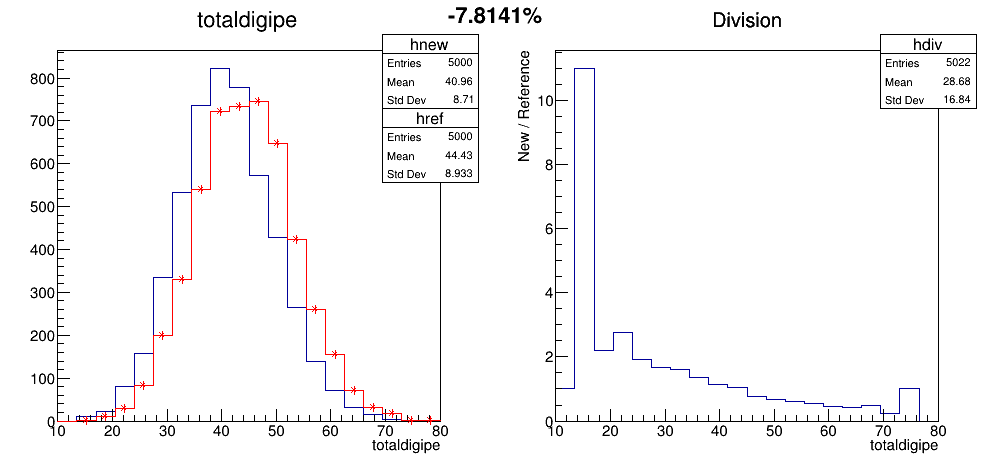 -7.8141%
totaldigipe
hnew
Entries 5000
Mean 40.96
Std Dev 8.71
href
Entries 5000
Mean 44.43
Std Dev 8.933
800
700
600
500
400
300
200
100
0
10 20 30 40 50 60 70 80
totaldigipe
Division
hdiv
Entries 5022
Mean 28.68
Std Dev 16.84
New / Reference
10
8
6
4
2
0
10 20 30 40 50 60 70 80
totaldigipe